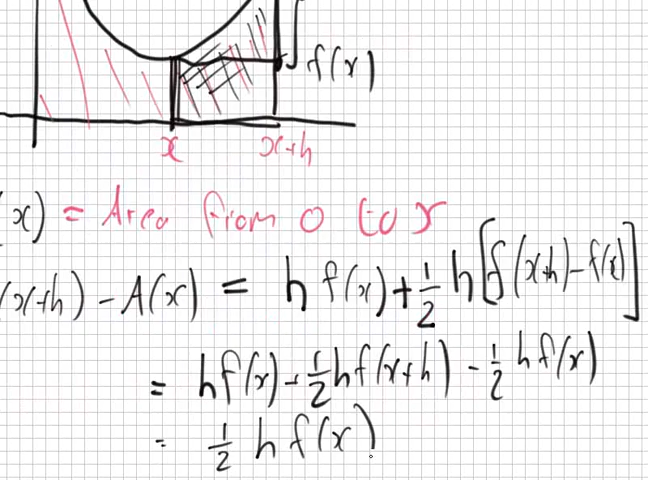 f(x)
x x+h
x) = Area from 0 to x
(x+h) - A(x) = h f(x) + 1/2 h[f(x+h) - f(x)]
= hf(x) + 1/2 hf(x+h) - 1/2 hf(x)
= 1/2 h f(x)